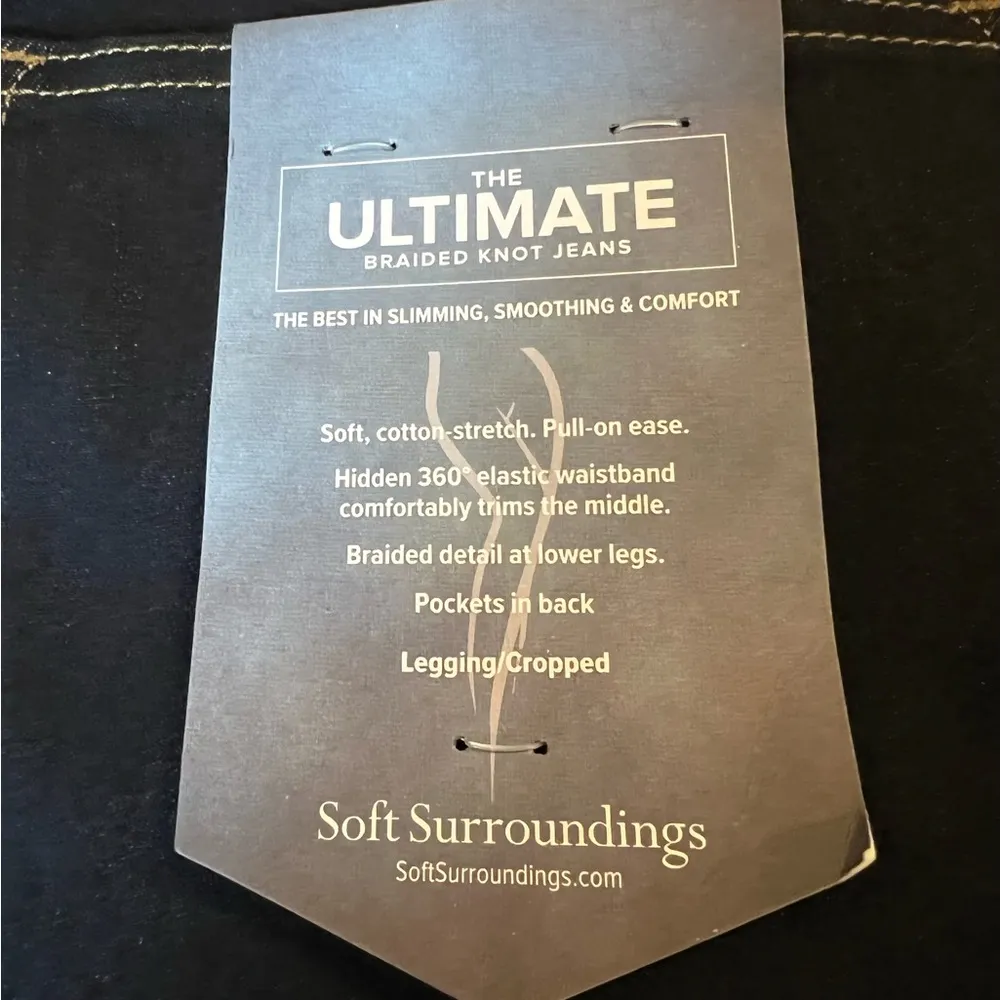 THE
ULTIMATE
BRAIDED KNOT JEANS
THE BEST IN SLIMMING, SMOOTHING & COMFORT
Soft, cotton-stretch. Pull-on ease.
Hidden 360° elastic waistband
comfortably trims the middle.
Braided detail at lower legs.
Pockets in back
Legging/Cropped
Soft Surroundings
SoftSurroundings.com